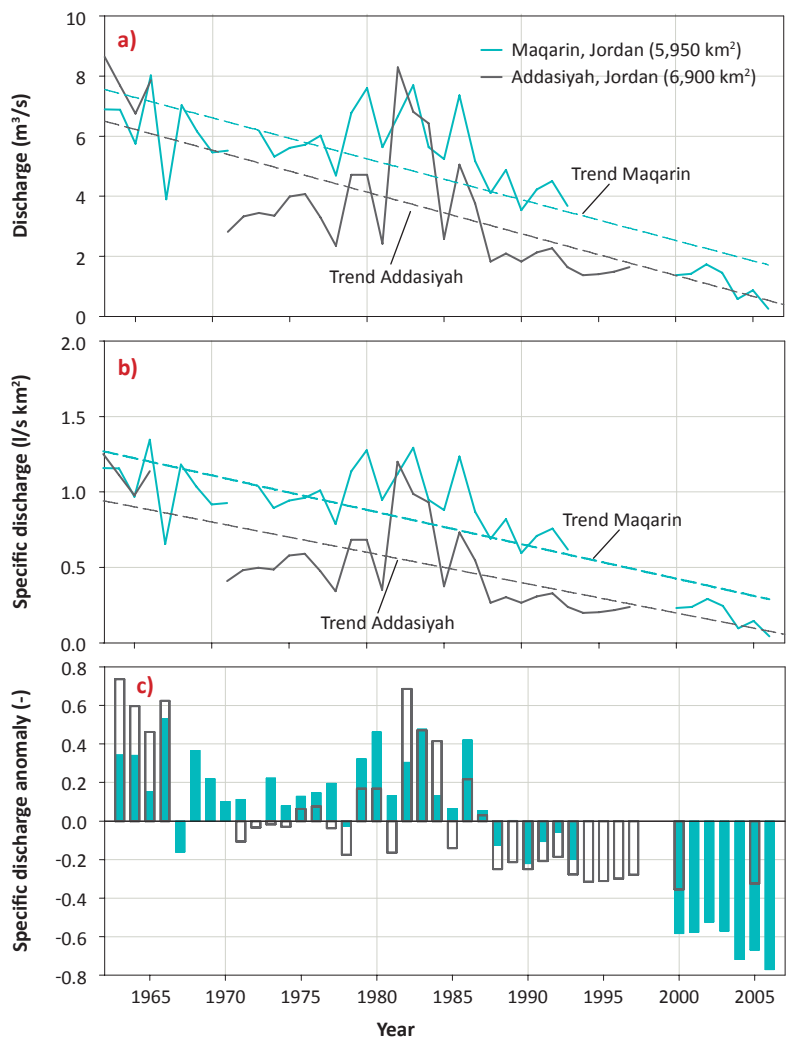 a)
Maqarin, Jordan (5,950 km²)
Addasiyah, Jordan (6,900 km²)
Discharge (m³/s)
10
8
6
4
2
0
Trend Maqarin
Trend Addasiyah
b)
Specific discharge (l/s km²)
2.0
1.5
1.0
0.5
0.0
Trend Maqarin
Trend Addasiyah
c)
Specific discharge anomaly (-)
0.8
0.6
0.4
0.2
0.0
-0.2
-0.4
-0.6
-0.8
1965 1970 1975 1980 1985 1990 1995 2000 2005
Year